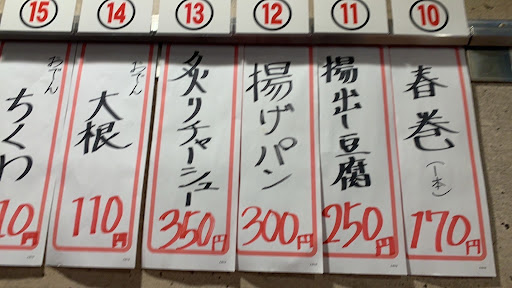 10
春巻
(一本)
170円
11
揚出し豆腐
250円
12
揚げパン
300円
13
炙りチャーシュー
350円
14
おでん
大根
110円
15
おでん
ちくわ
10円